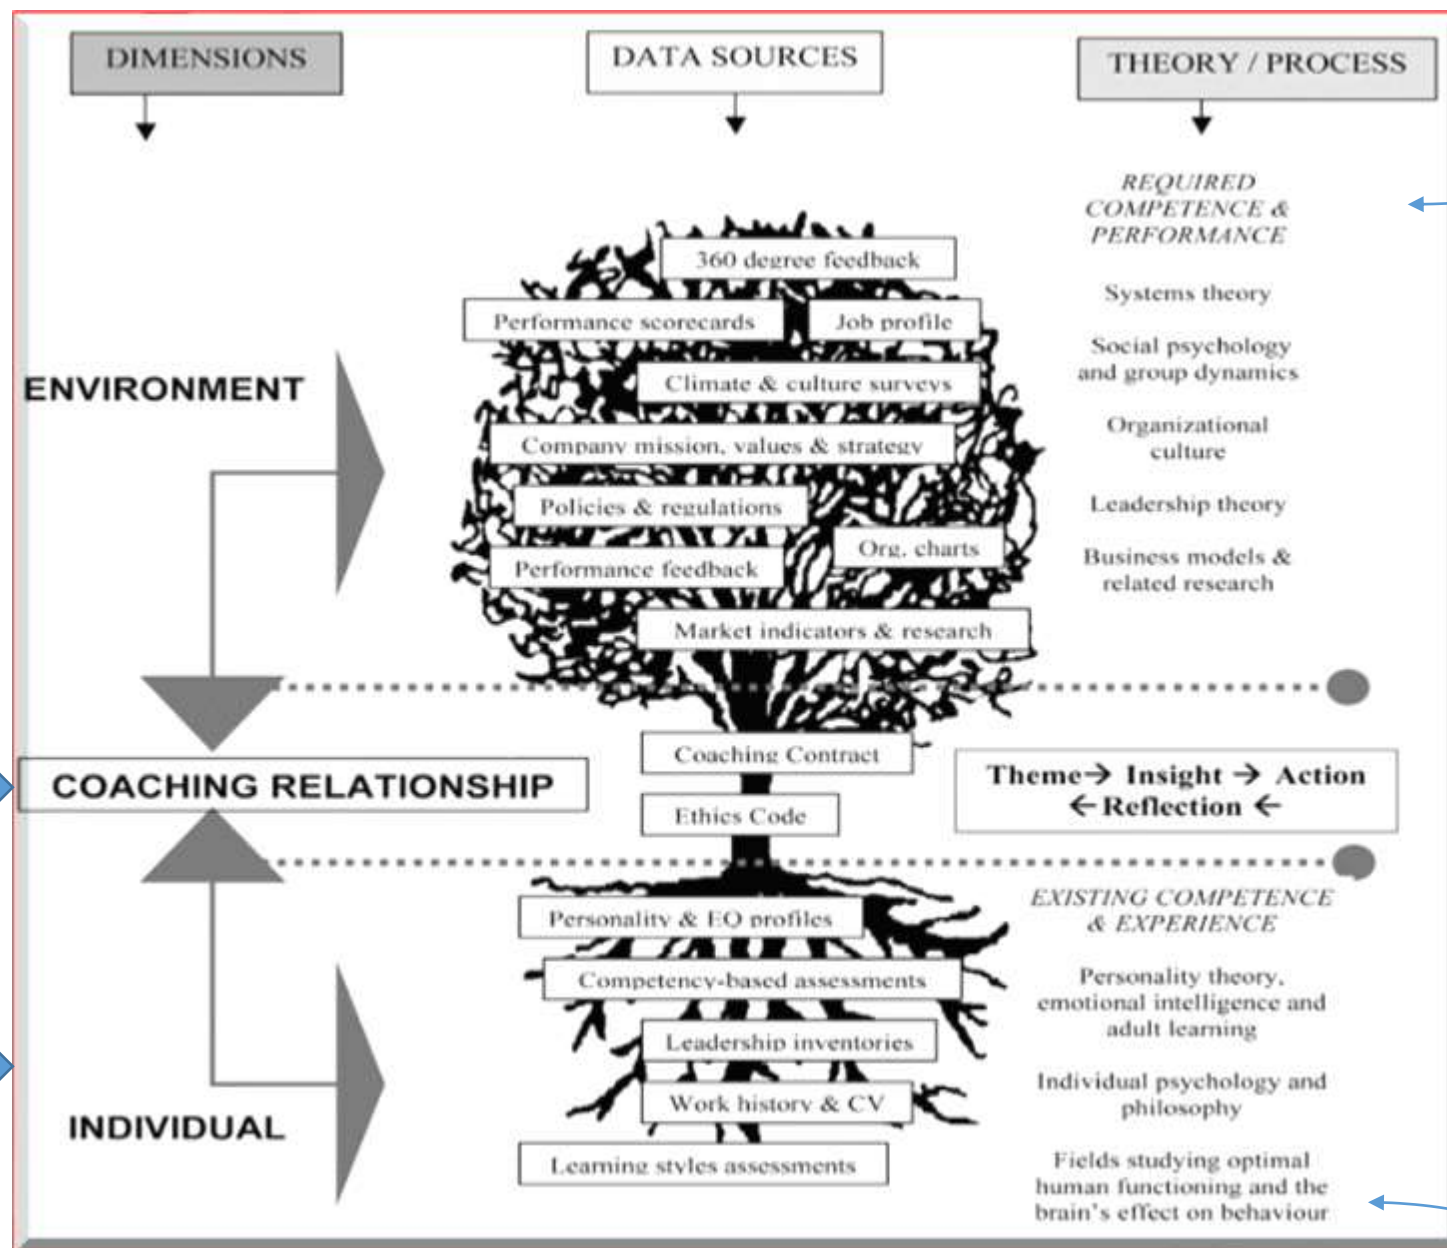 DIMENSIONS
DATA SOURCES
THEORY / PROCESS
REQUIRED
COMPETENCE &
PERFORMANCE
360 degree feedback
Performance scorecards
Job profile
Systems theory
ENVIRONMENT
Climate & culture surveys
Social psychology
and group dynamics
Company mission, values & strategy
Organizational
culture
Policies & regulations
Leadership theory
Org. charts
Performance feedback
Business models &
related research
Market indicators & research
COACHING RELATIONSHIP
Coaching Contract
Ethics Code
Theme→ Insight → Action
←Reflection ←
Personality & EQ profiles
EXISTING COMPETENCE
& EXPERIENCE
Competency-based assessments
Personality theory,
emotional intelligence and
adult learning
Leadership inventories
INDIVIDUAL
Work history & CV
Individual psychology and
philosophy
Learning styles assessments
Fields studying optimal
human functioning and the
brain's effect on behaviour